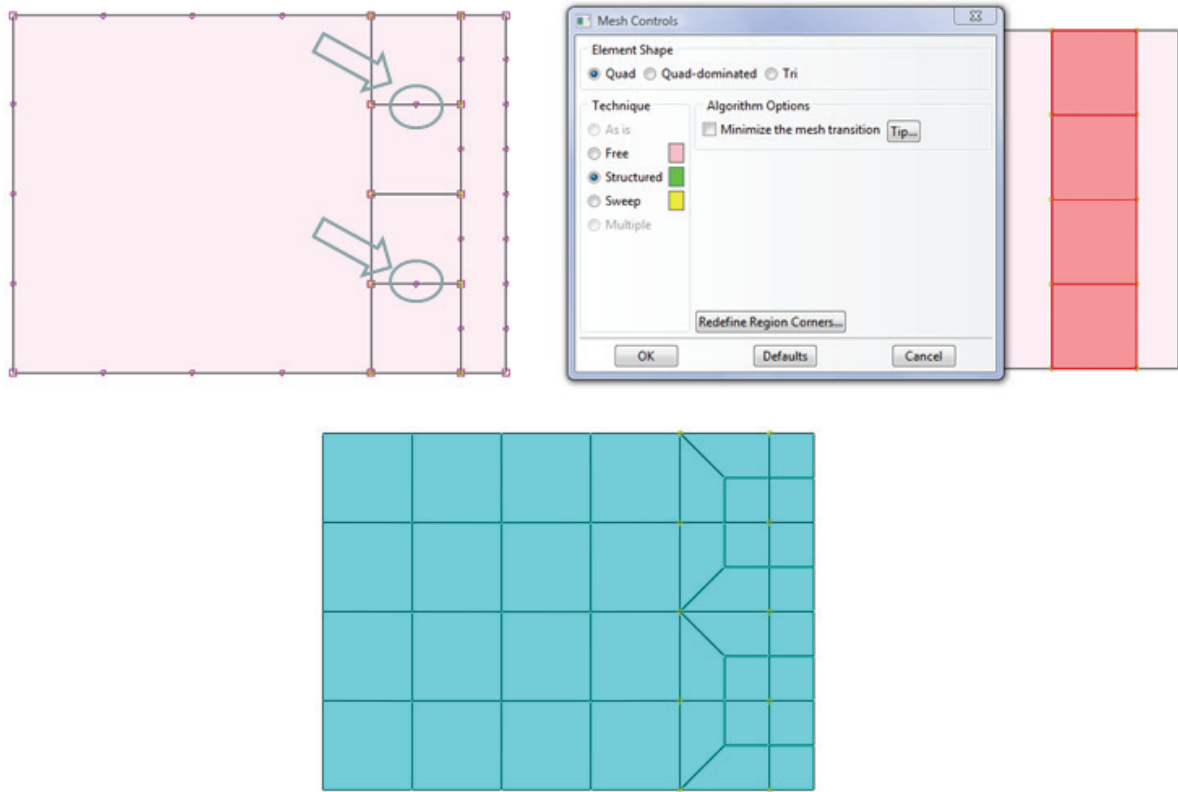 Mesh Controls
Element Shape
Quad Quad-dominated Tri
Technique
As is
Free
Structured
Sweep
Multiple
Algorithm Options
Minimize the mesh transition Tip...
Redefine Region Corners...
OK Defaults Cancel